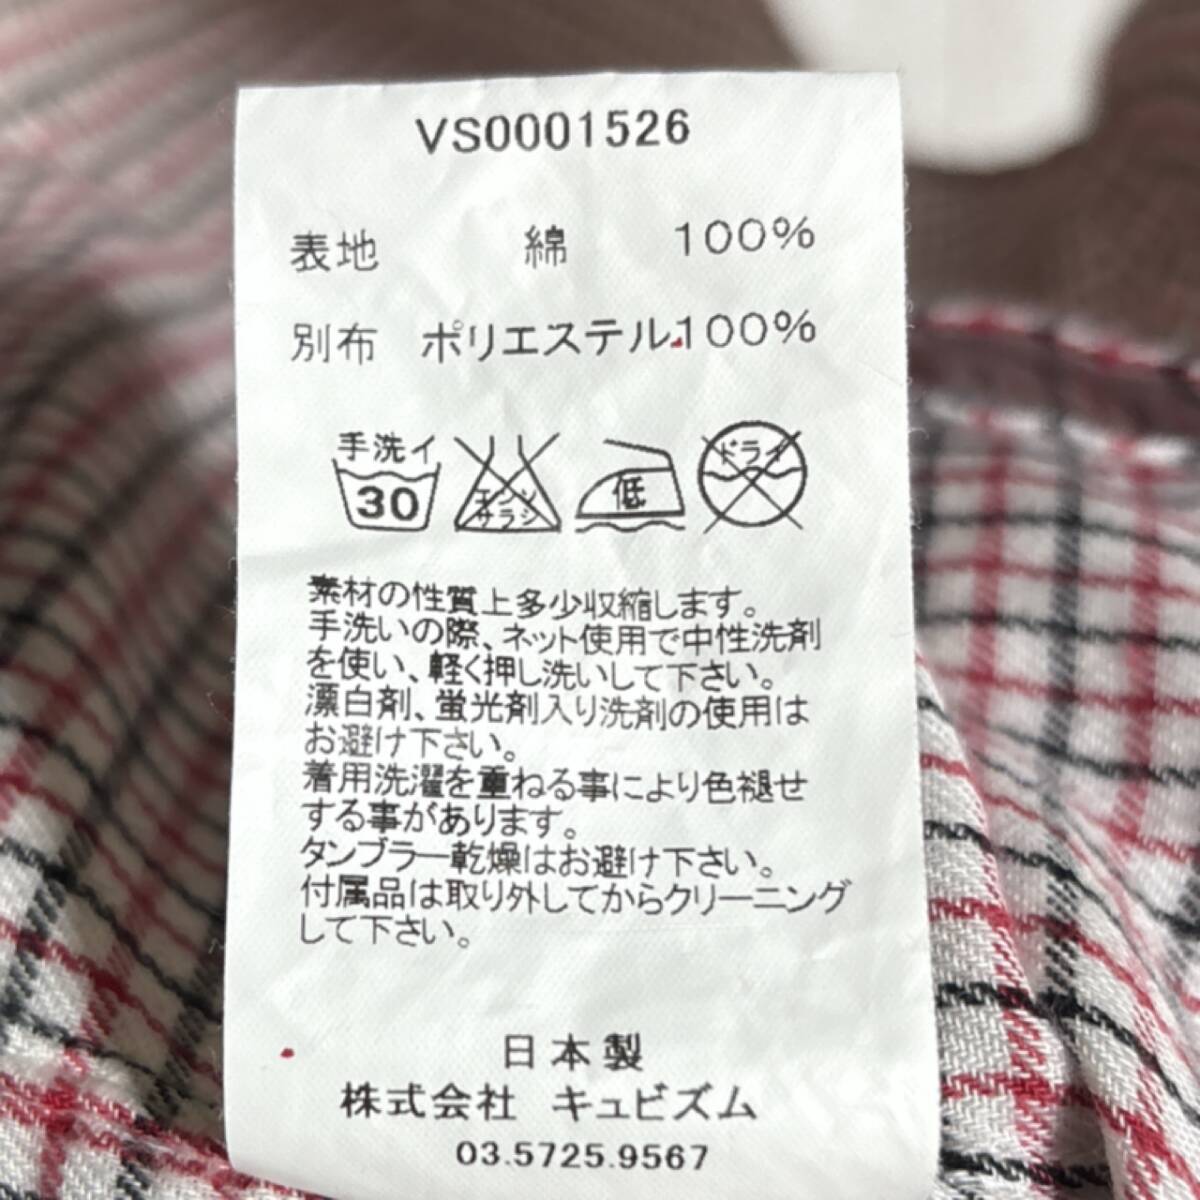 VS0001526
表地 綿 100%
別布 ポリエステル100%
手洗イ 30 エンソサラシ 低 ドライ
素材の性質上多少収縮します。
手洗いの際、ネット使用で中性洗剤
を使い、軽く押し洗いして下さい。
漂白剤、蛍光剤入り洗剤の使用は
お避け下さい。
着用洗濯を重ねる事により色褪せ
する事があります。
タンブラー乾燥はお避け下さい。
付属品は取り外してからクリーニング
して下さい。
日本製
株式会社 キュビズム
03.5725.9567